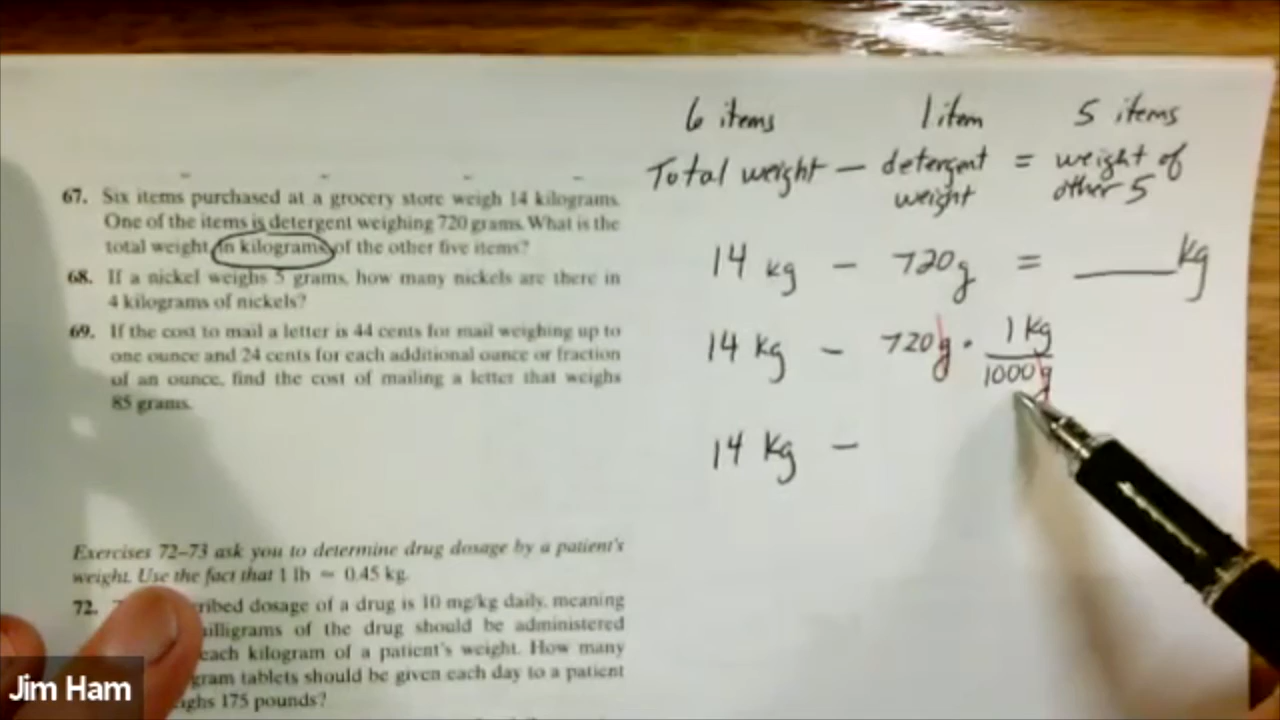 67. Six items purchased at a grocery store weigh 14 kilograms.
One of the items is detergent weighing 720 grams. What is the
total weight in kilograms of the other five items?
68. If a nickel weighs 5 grams, how many nickels are there in
4 kilograms of nickels?
69. If the cost to mail a letter is 44 cents for mail weighing up to
one ounce and 24 cents for each additional ounce or fraction
of an ounce, find the cost of mailing a letter that weighs
85 grams.
Exercises 72–73 ask you to determine drug dosage by a patient's
weight. Use the fact that 1 lb ≈ 0.45 kg.
72. ribed dosage of a drug is 10 mg/kg daily, meaning
illigrams of the drug should be administered
each kilogram of a patient's weight. How many
gram tablets should be given each day to a patient
ighs 175 pounds?
6 items 1 item 5 items
Total weight – detergent weight = weight of other 5
14 kg – 720g = ____ kg
14 kg – 720g · 1 kg / 1000g
14 kg –
Jim Ham